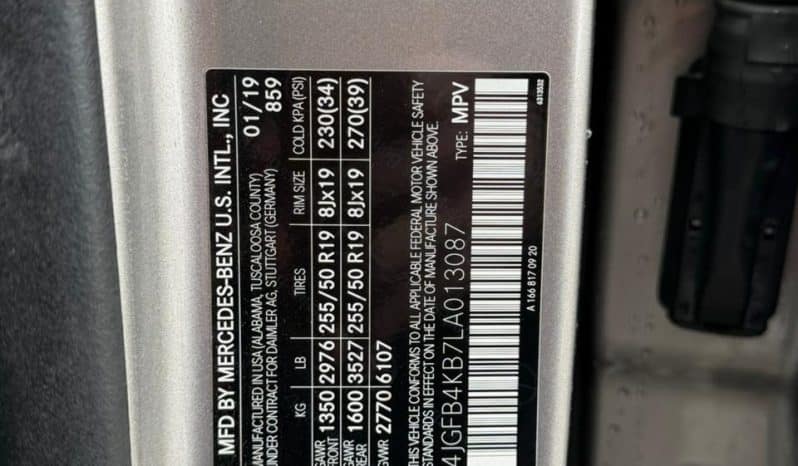 MFD BY MERCEDES-BENZ U.S. INTL., INC
MANUFACTURED IN USA (ALABAMA, TUSCALOOSA COUNTY) 01/19
UNDER CONTRACT FOR DAIMLER AG, STUTTGART (GERMANY) 859
KG LB TIRES RIM SIZE COLD KPA (PSI)
GAWR FRONT 1350 2976 255/50 R19 8Jx19 230(34)
GAWR REAR 1600 3527 255/50 R19 8Jx19 270(39)
GVWR 2770 6107
THIS VEHICLE CONFORMS TO ALL APPLICABLE FEDERAL MOTOR VEHICLE SAFETY
STANDARDS IN EFFECT ON THE DATE OF MANUFACTURE SHOWN ABOVE.
4JGFB4KB7LA013087 TYPE: MPV
A 166 817 09 20
6313532